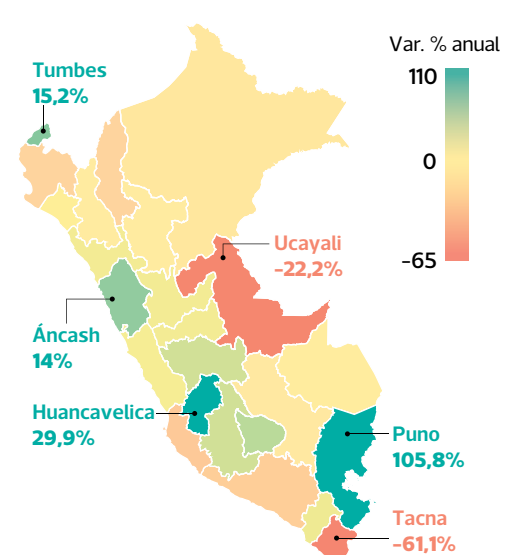 Var. % anual
110
0
-65
Tumbes
15,2%
Ucayali
-22,2%
Áncash
14%
Huancavelica
29,9%
Puno
105,8%
Tacna
-61,1%